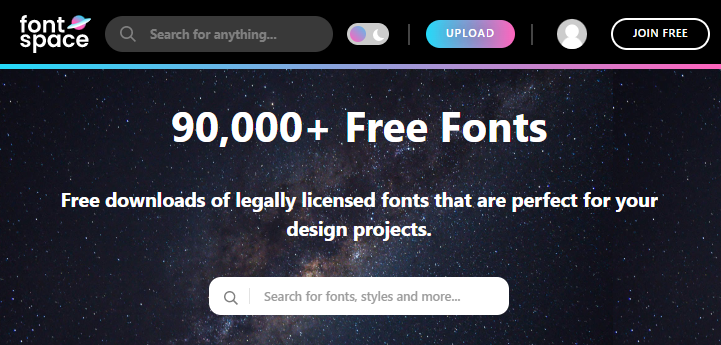 font
space
Search for anything...
UPLOAD
JOIN FREE
90,000+ Free Fonts
Free downloads of legally licensed fonts that are perfect for your
design projects.
Search for fonts, styles and more...